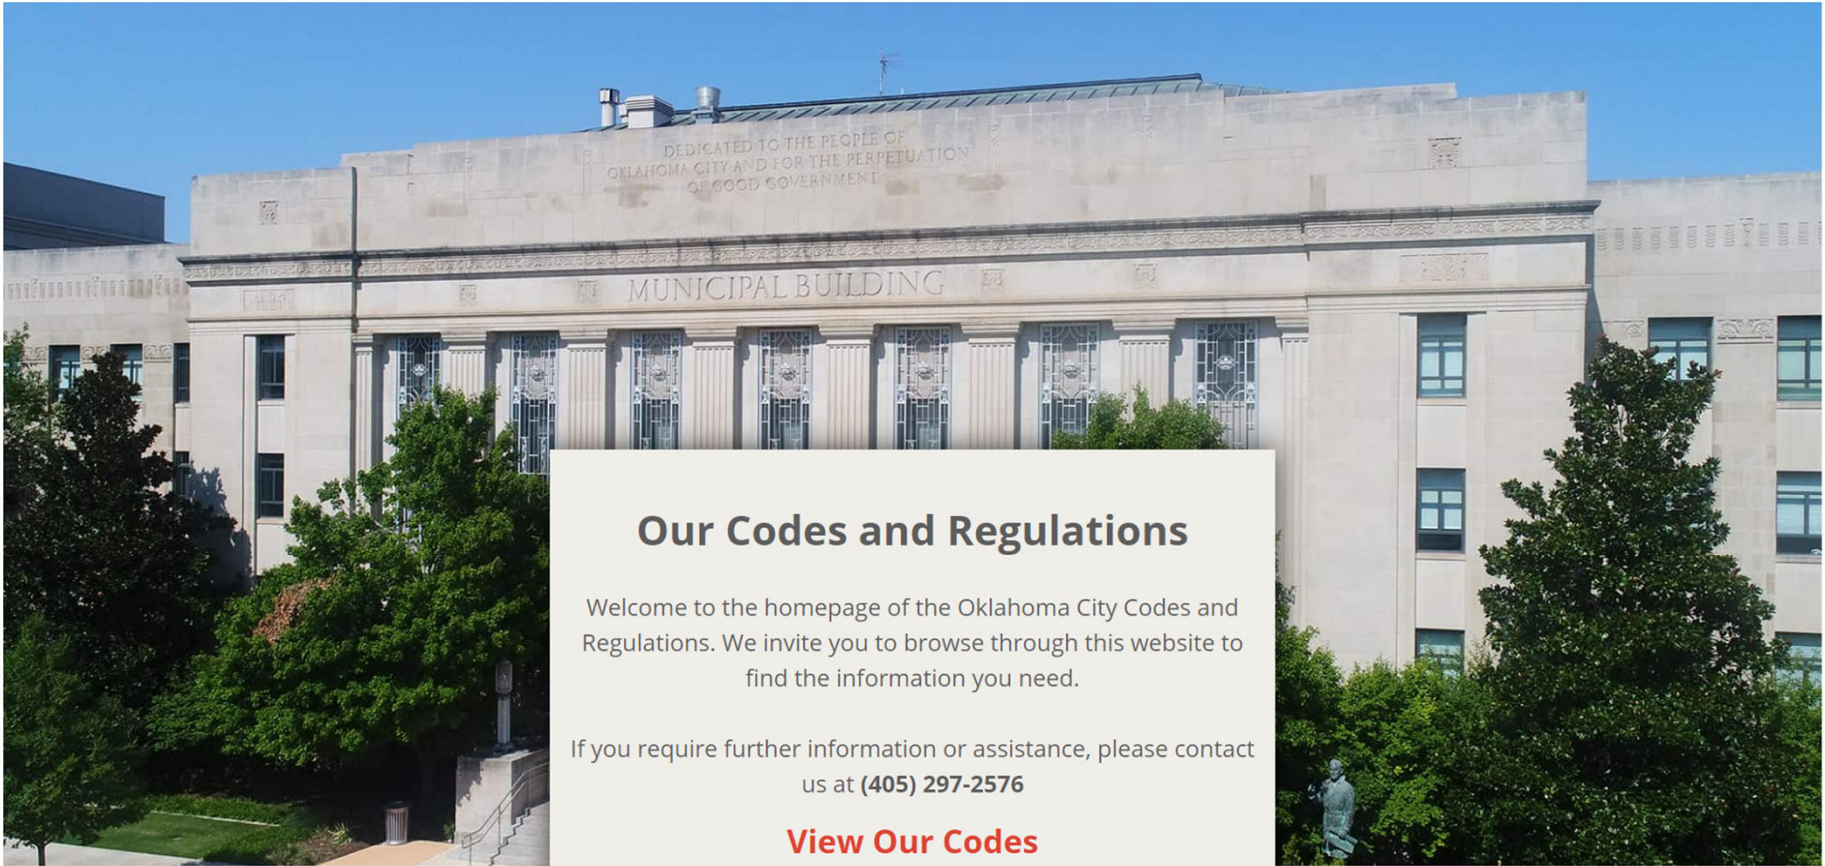 DEDICATED TO THE PEOPLE OF
OKLAHOMA CITY AND FOR THE PERPETUATION
OF GOOD GOVERNMENT
MUNICIPAL BUILDING
Our Codes and Regulations
Welcome to the homepage of the Oklahoma City Codes and
Regulations. We invite you to browse through this website to
find the information you need.
If you require further information or assistance, please contact
us at (405) 297-2576
View Our Codes